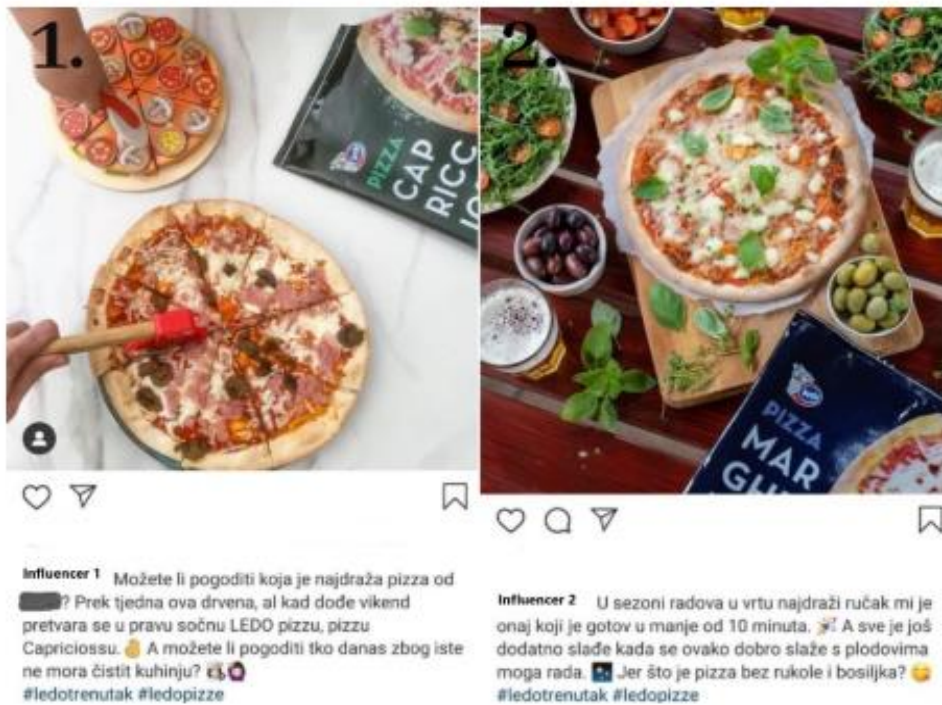 1.
PIZZA
CAP
RICC
2.
PIZZA
MAR
Influencer 1 Možete li pogoditi koja je najdraža pizza od
? Prek tjedna ova drvena, al kad dođe vikend
pretvara se u pravu sočnu LEDO pizzu, pizzu
Capriciossu. 👌 A možete li pogoditi tko danas zbog iste
ne mora čistit kuhinju?
#ledotrenutak #ledopizze
Influencer 2 U sezoni radova u vrtu najdraži ručak mi je
onaj koji je gotov u manje od 10 minuta. 🎉 A sve je još
dodatno slađe kada se ovako dobro slaže s plodovima
moga rada. Jer što je pizza bez rukole i bosiljka? 😋
#ledotrenutak #ledopizze